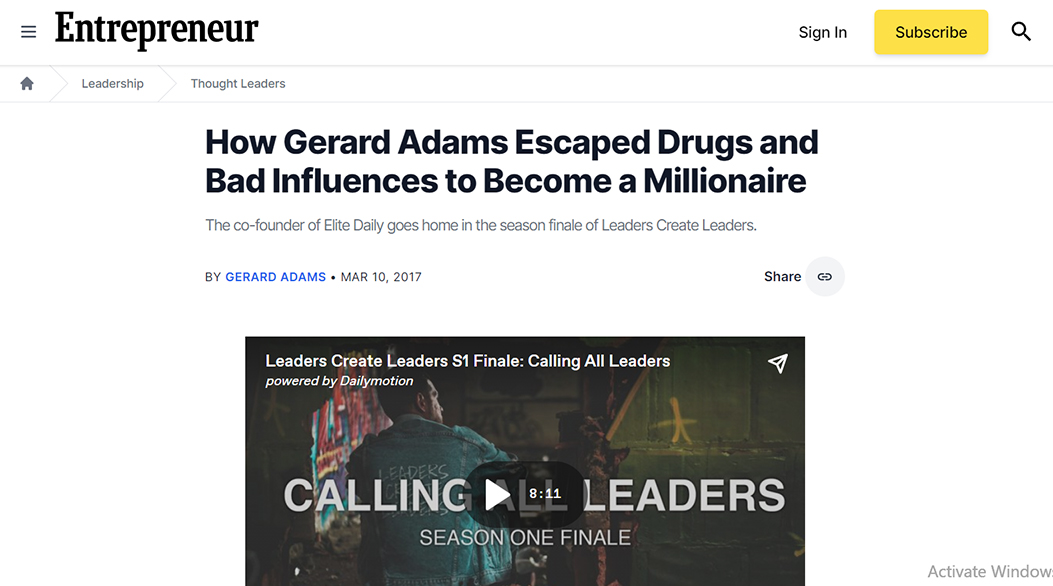 Entrepreneur
Sign In
Subscribe
Leadership
Thought Leaders
How Gerard Adams Escaped Drugs and
Bad Influences to Become a Millionaire
The co-founder of Elite Daily goes home in the season finale of Leaders Create Leaders.
BY GERARD ADAMS • MAR 10, 2017
Share
Leaders Create Leaders S1 Finale: Calling All Leaders
powered by Dailymotion
LEADERS
CALLING ALL LEADERS
8:11
SEASON ONE FINALE
Activate Windows